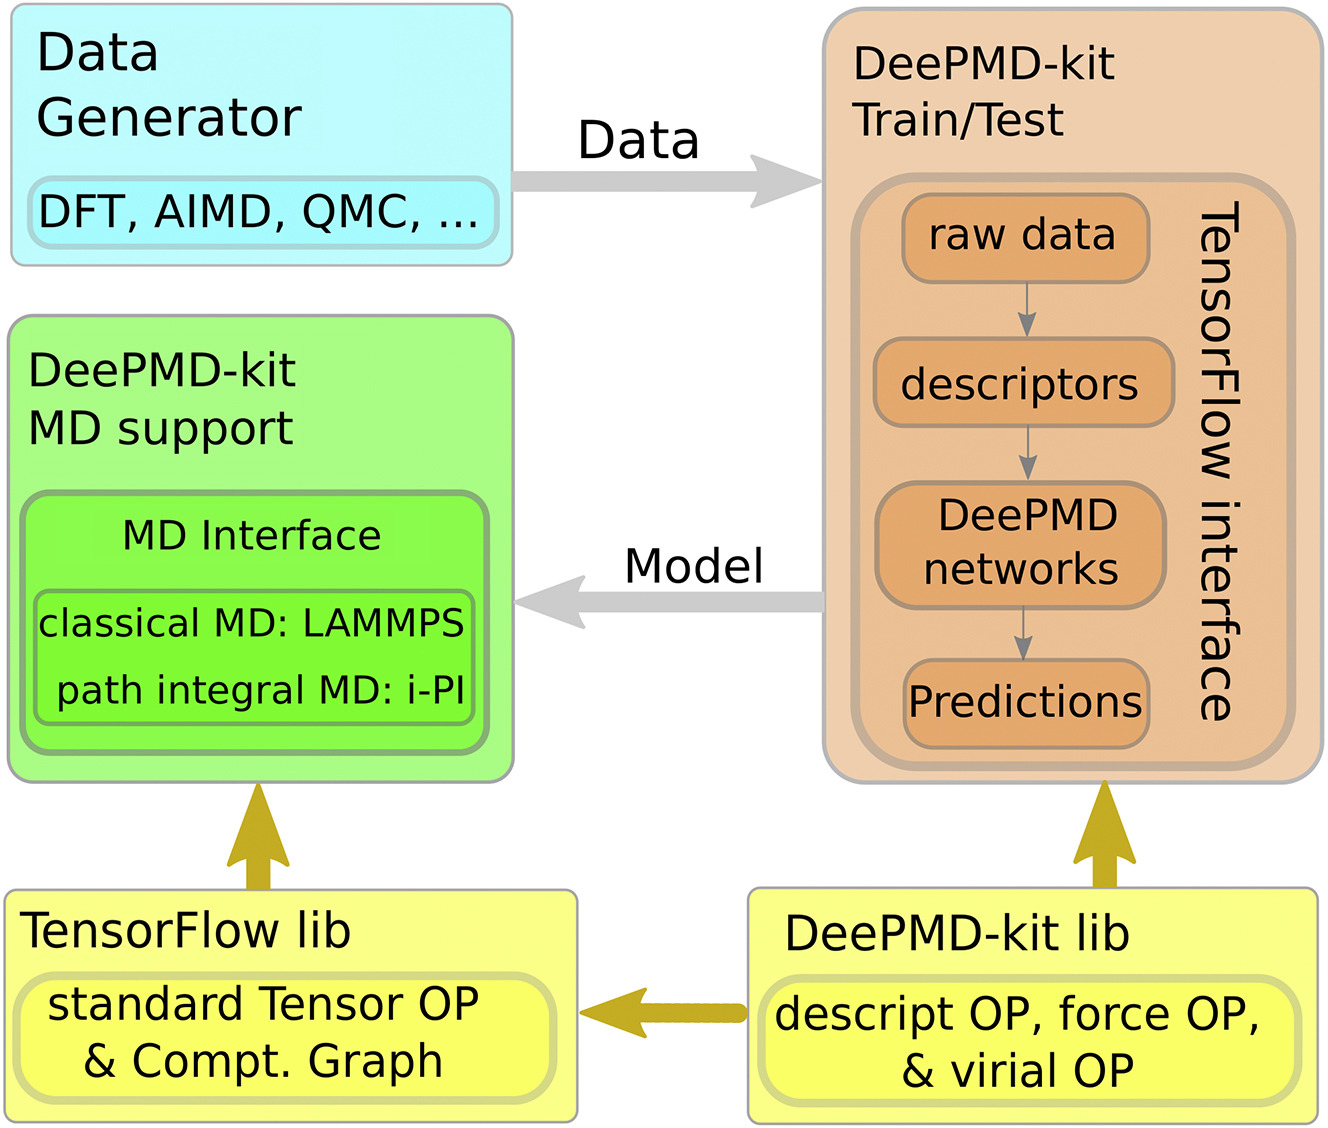 Data
Generator
DFT, AIMD, QMC, ...
Data
DeePMD-kit
Train/Test
raw data
descriptors
DeePMD
networks
Predictions
TensorFlow interface
Model
DeePMD-kit
MD support
MD Interface
classical MD: LAMMPS
path integral MD: i-PI
TensorFlow lib
standard Tensor OP
& Compt. Graph
DeePMD-kit lib
descript OP, force OP,
& virial OP